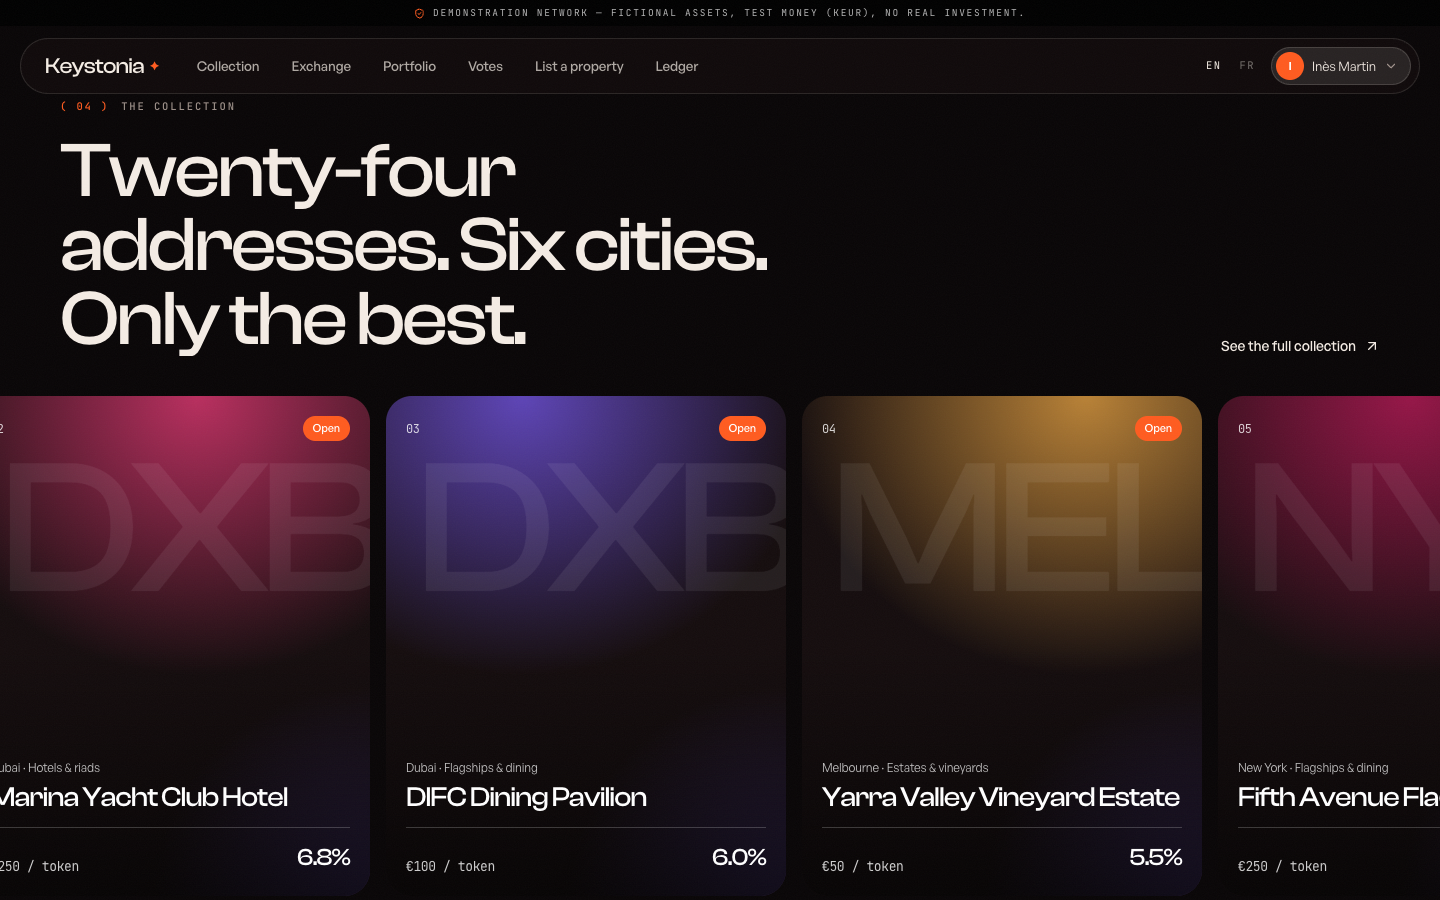 DEMONSTRATION NETWORK — FICTIONAL ASSETS, TEST MONEY (KEUR), NO REAL INVESTMENT.
Keystonia Collection Exchange Portfolio Votes List a property Ledger EN FR I Inès Martin
( 04 ) THE COLLECTION
Twenty-four
addresses. Six cities.
Only the best.
See the full collection
2 Open
DXB
ubai · Hotels & riads
Marina Yacht Club Hotel
250 / token 6.8%
03 Open
DXB
Dubai · Flagships & dining
DIFC Dining Pavilion
€100 / token 6.0%
04 Open
MEL
Melbourne · Estates & vineyards
Yarra Valley Vineyard Estate
€50 / token 5.5%
05
NY
New York · Flagships & dining
Fifth Avenue Fla
€250 / token